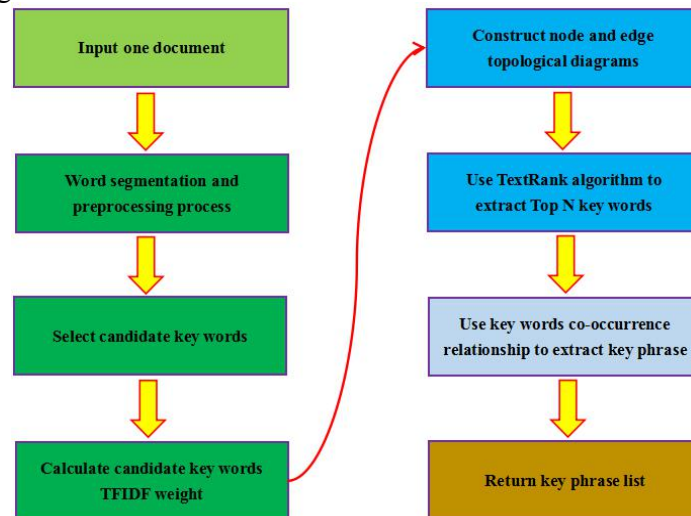 Input one document
Word segmentation and
preprocessing process
Select candidate key words
Calculate candidate key words
TFIDF weight
Construct node and edge
topological diagrams
Use TextRank algorithm to
extract Top N key words
Use key words co-occurrence
relationship to extract key phrase
Return key phrase list